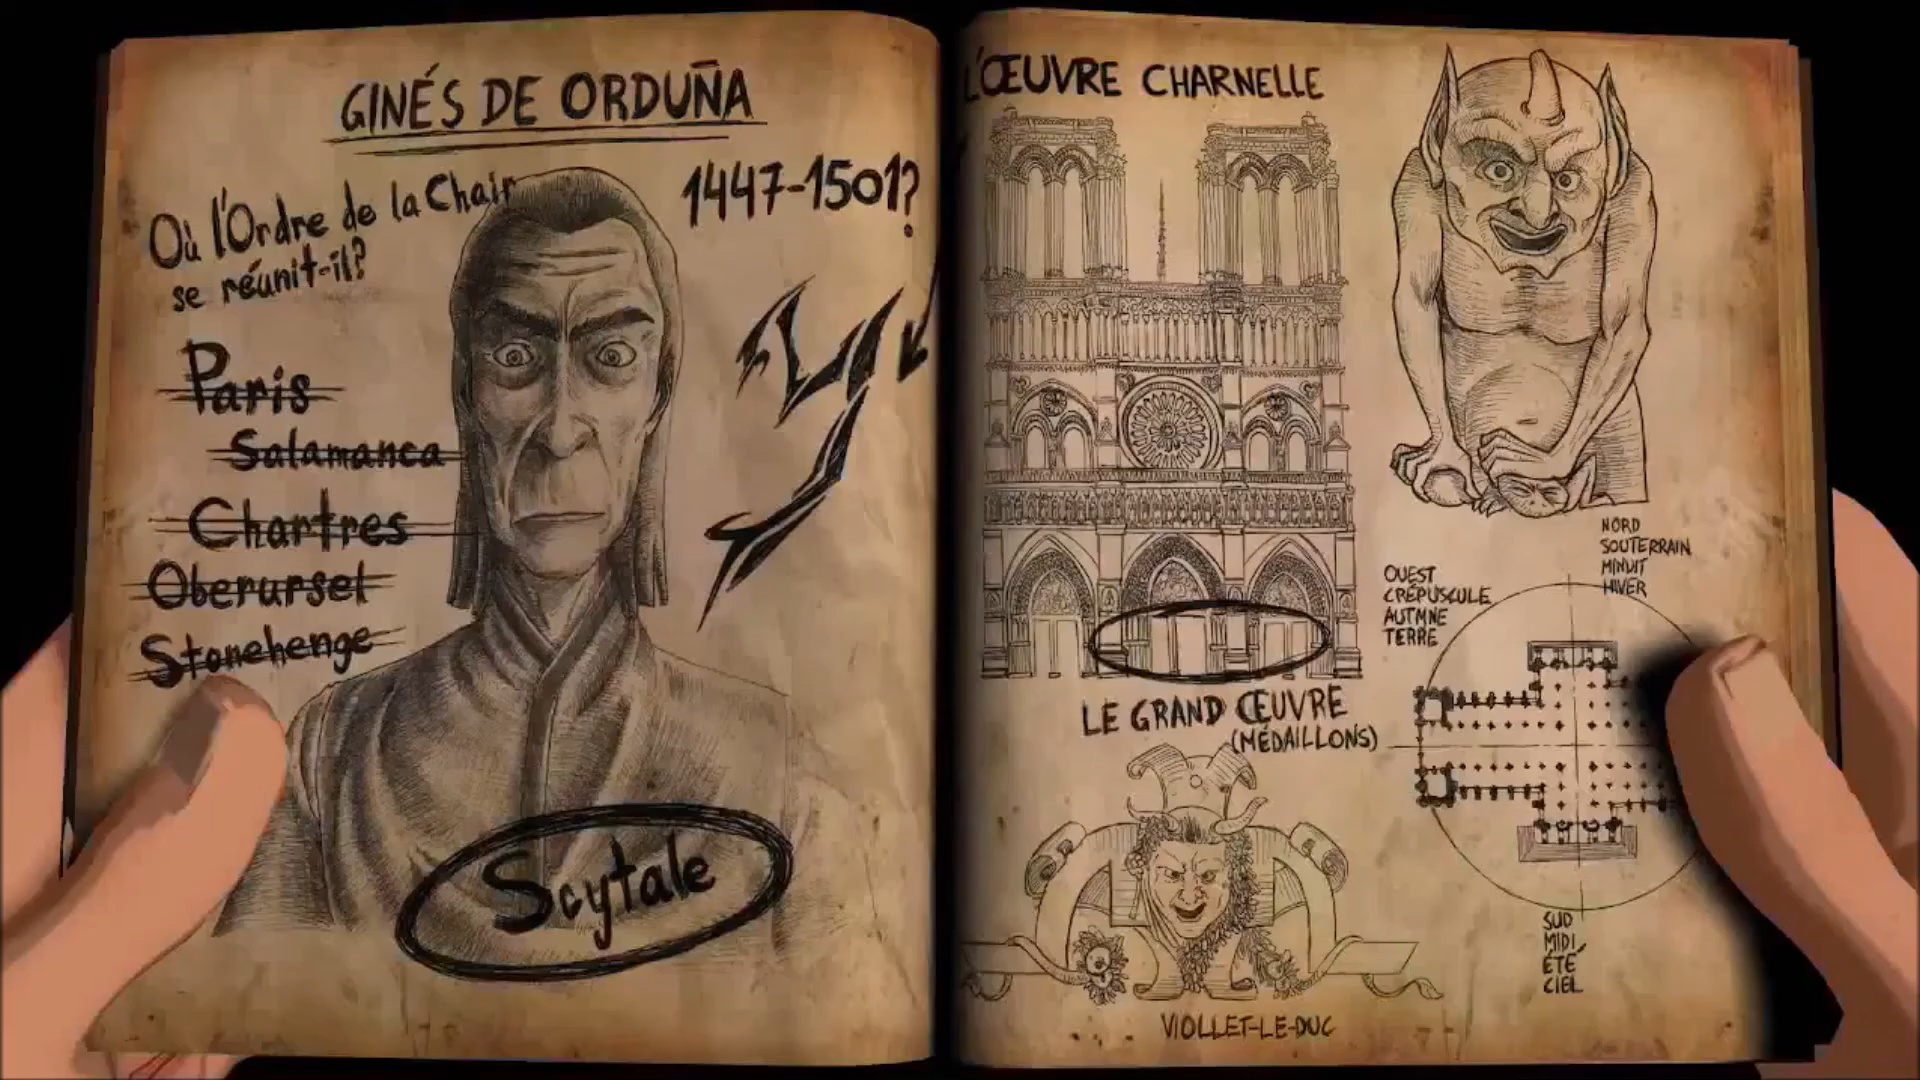 GINÉS DE ORDUÑA
1447-1501?
Où l'Ordre de la Chair
se réunit-il?
Paris
Salamanca
Chartres
Oberursel
Stonehenge
Scytale
L'ŒUVRE CHARNELLE
NORD
SOUTERRAIN
MINUIT
HIVER
OUEST
CRÉPUSCULE
AUTMNE
TERRE
LE GRAND ŒUVRE
(MÉDAILLONS)
SUD
MIDI
ÉTÉ
CIEL
VIOLLET-LE-DUC